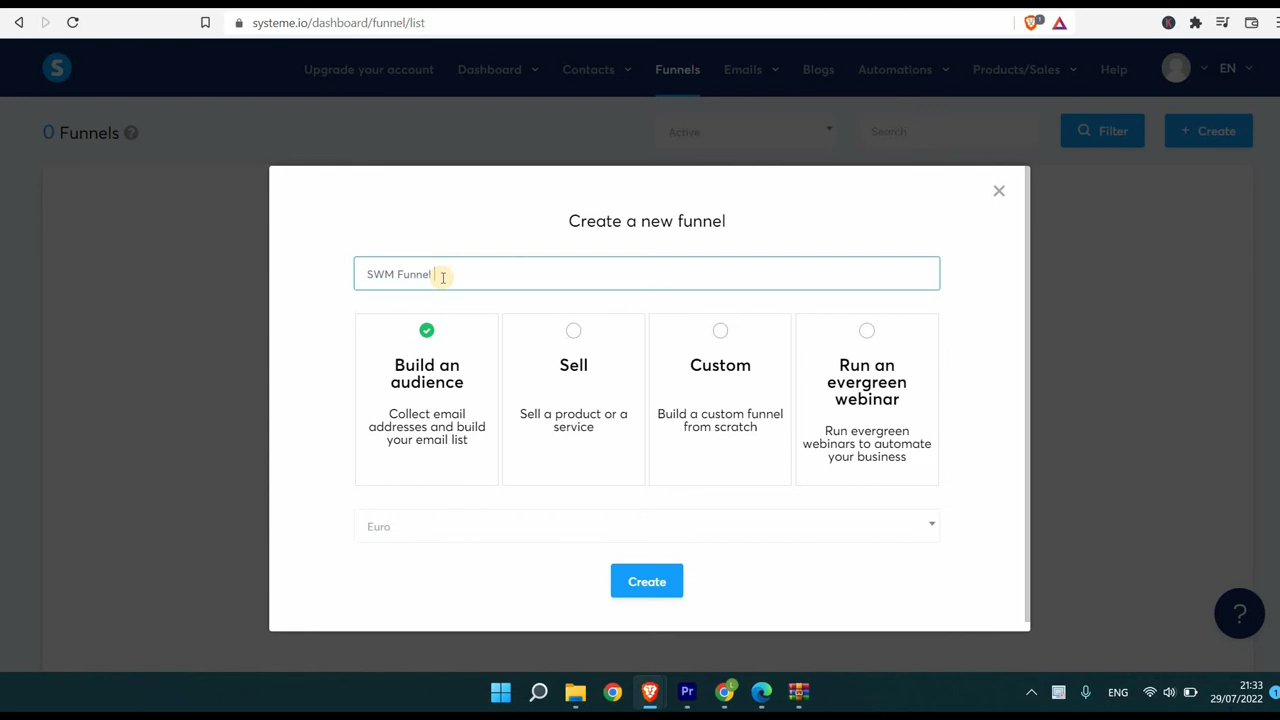 systeme.io/dashboard/funnel/list
1
S
Upgrade your account
Dashboard
Contacts
Funnels
Emails
Blogs
Automations
Products/Sales
Help
EN
0 Funnels ?
Active
Search
Filter
+ Create
Create a new funnel
SWM Funnel
Build an
audience
Collect email
addresses and build
your email list
Sell
Sell a product or a
service
Custom
Build a custom funnel
from scratch
Run an
evergreen
webinar
Run evergreen
webinars to automate
your business
Euro
Create
?
Pr
L
ENG
21:33
29/07/2022
1